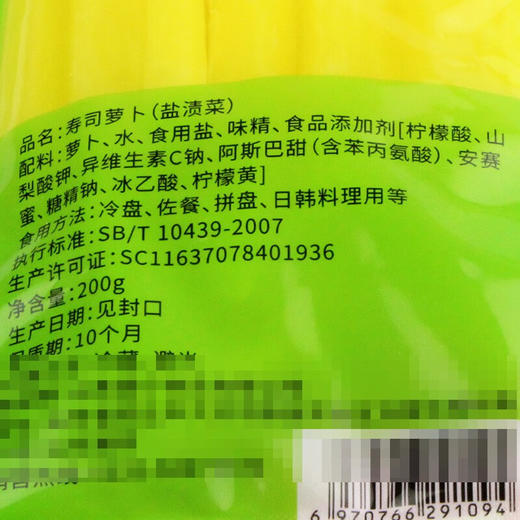 品名:寿司萝卜(盐渍菜)
配料:萝卜、水、食用盐、味精、食品添加剂[柠檬酸、山
梨酸钾、异维生素C钠、阿斯巴甜(含苯丙氨酸)、安赛
蜜、糖精钠、冰乙酸、柠檬黄]
食用方法:冷盘、佐餐、拼盘、日韩料理用等
执行标准:SB/T 10439-2007
生产许可证:SC11637078401936
净含量:200g
生产日期:见封口
保质期:10个月
6 970766 291094